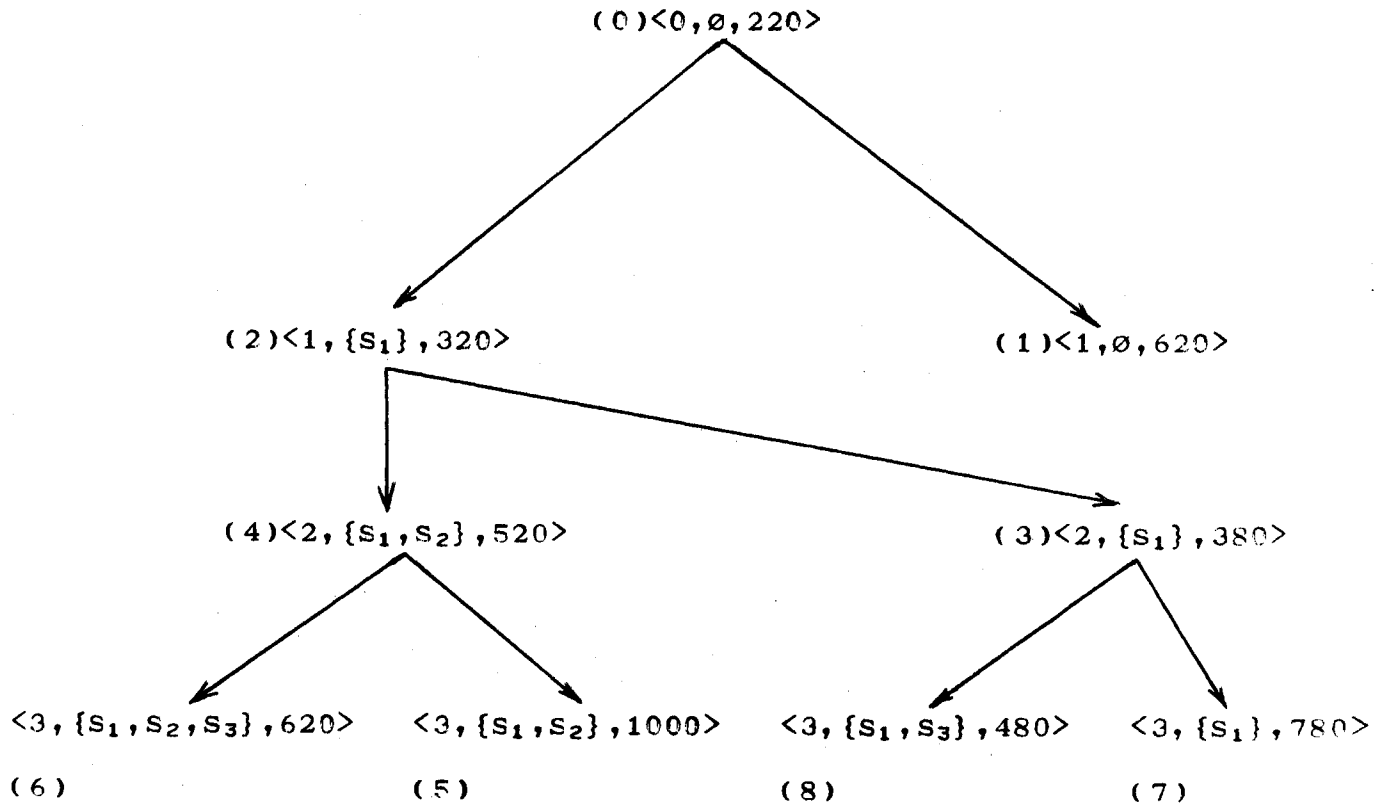 (0)<0,ø,220>
(2)<1,{S₁},320> (1)<1,ø,620>
(4)<2,{S₁,S₂},520> (3)<2,{S₁},380>
<3,{S₁,S₂,S₃},620> <3,{S₁,S₂},1000> <3,{S₁,S₃},480> <3,{S₁},780>
(6) (5) (8) (7)